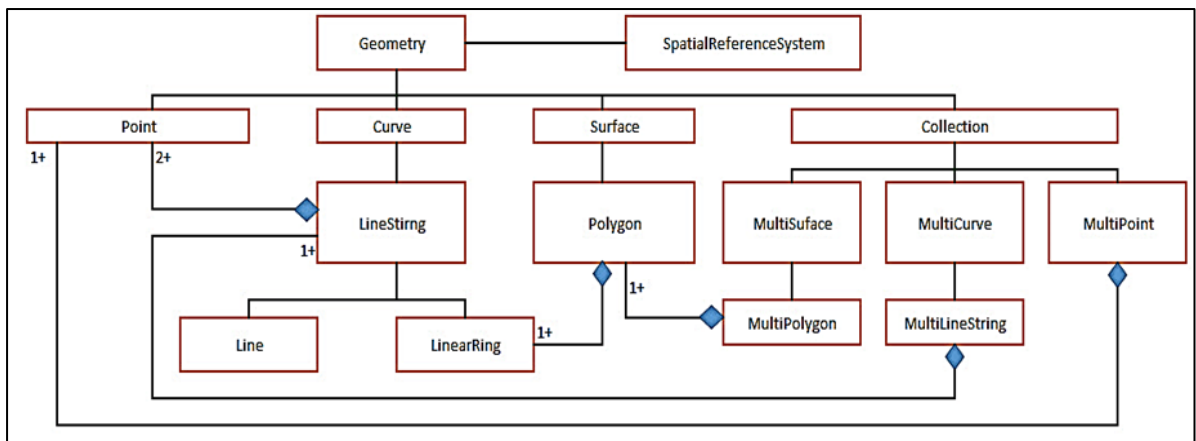 Geometry
SpatialReferenceSystem
Point
Curve
Surface
Collection
1+
2+
LineStirng
Polygon
MultiSuface
MultiCurve
MultiPoint
1+
1+
Line
LinearRing
1+
MultiPolygon
MultiLineString